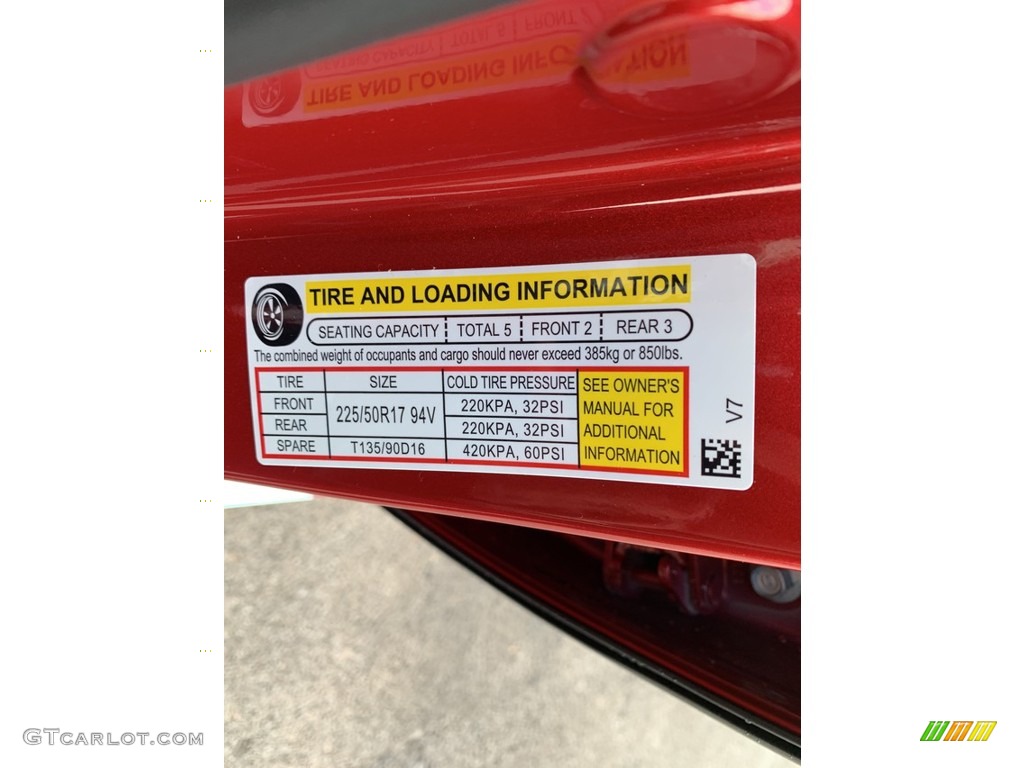 TIRE AND LOADING INFORMATION
SEATING CAPACITY TOTAL 5 FRONT 2 REAR 3
The combined weight of occupants and cargo should never exceed 385kg or 850lbs.
TIRE SIZE COLD TIRE PRESSURE SEE OWNER'S
FRONT 225/50R17 94V 220KPA, 32PSI MANUAL FOR
REAR 220KPA, 32PSI ADDITIONAL
SPARE T135/90D16 420KPA, 60PSI INFORMATION
V7
GTCARLOT.COM